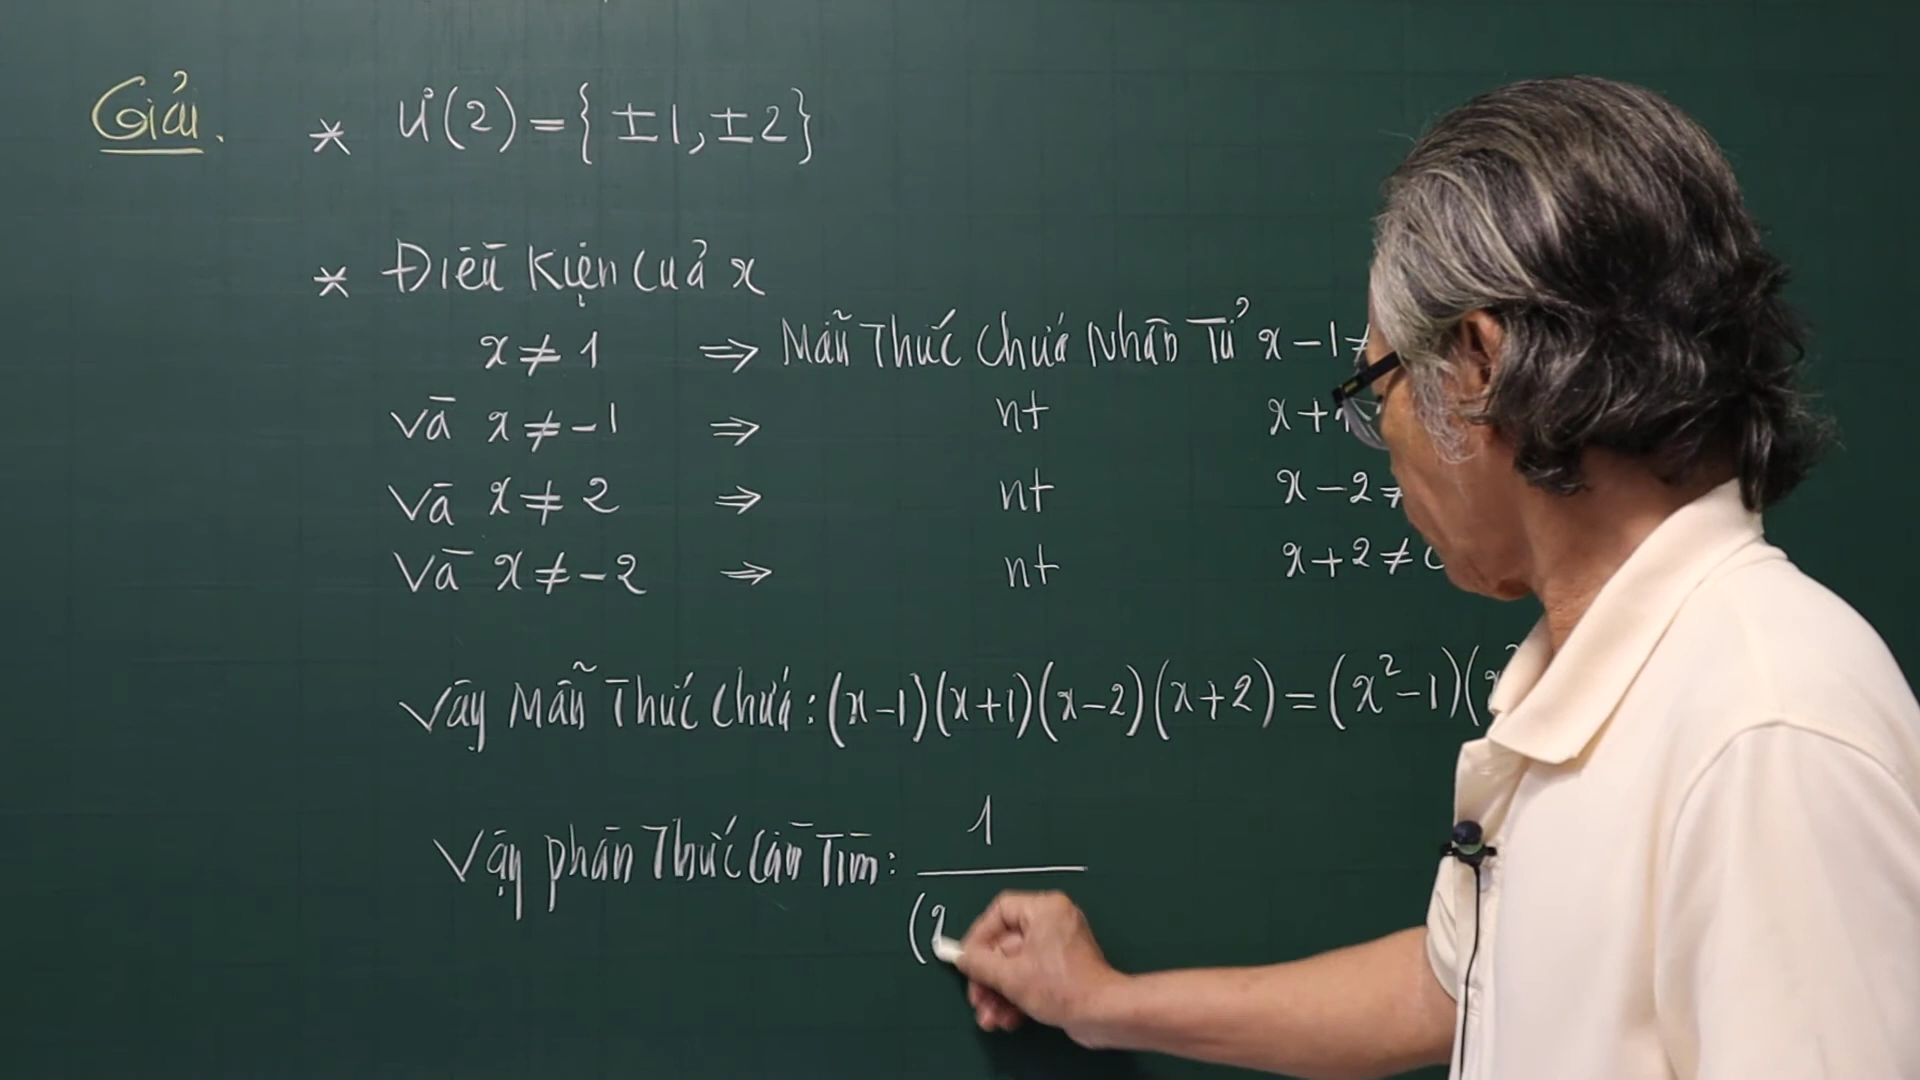 Giải. * Ư(2) = { ±1, ±2}
* Điều kiện của x
x ≠ 1 ⇒ Mẫu thức chứa nhân tử x – 1 ≠
và x ≠ –1 ⇒ nt x +
và x ≠ 2 ⇒ nt x – 2 ≠
và x ≠ –2 ⇒ nt x + 2 ≠ 0
Vậy mẫu thức chứa : (x–1)(x+1)(x–2)(x+2) = (x²–1)(x²
Vậy phân thức cần tìm : 1
(x